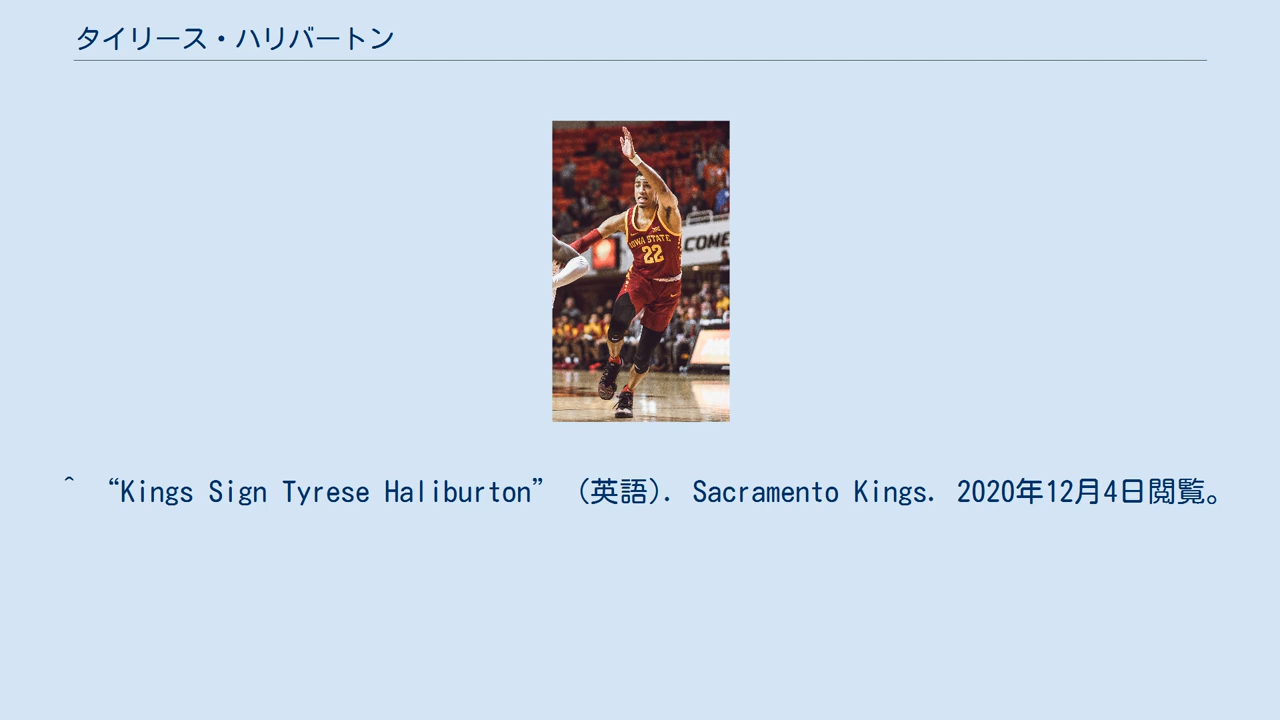 タイリース・ハリバートン
IOWA STATE
22
COME
^ “Kings Sign Tyrese Haliburton” (英語). Sacramento Kings. 2020年12月4日閲覧。